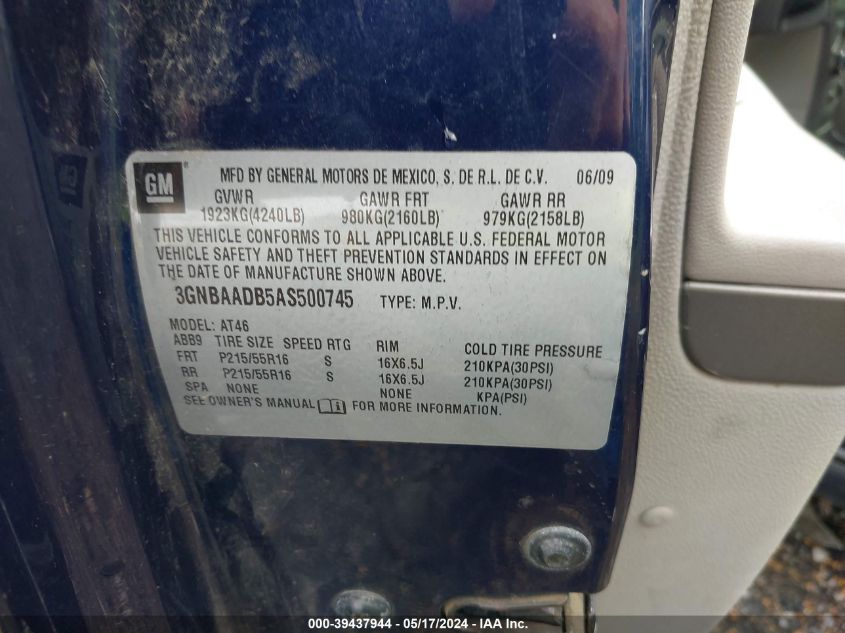 GM®
MFD BY GENERAL MOTORS DE MEXICO, S. DE R.L. DE C.V. 06/09
GVWR GAWR FRT GAWR RR
1923KG(4240LB) 980KG(2160LB) 979KG(2158LB)
THIS VEHICLE CONFORMS TO ALL APPLICABLE U.S. FEDERAL MOTOR
VEHICLE SAFETY AND THEFT PREVENTION STANDARDS IN EFFECT ON
THE DATE OF MANUFACTURE SHOWN ABOVE.
3GNBAADB5AS500745 TYPE: M.P.V.
MODEL: AT46
ABB9 TIRE SIZE SPEED RTG RIM COLD TIRE PRESSURE
FRT P215/55R16 S 16X6.5J 210KPA(30PSI)
RR P215/55R16 S 16X6.5J 210KPA(30PSI)
SPA NONE NONE KPA(PSI)
SEE OWNER'S MANUAL FOR MORE INFORMATION.
000-39437944 / 05/17/2024 - IAA Inc.